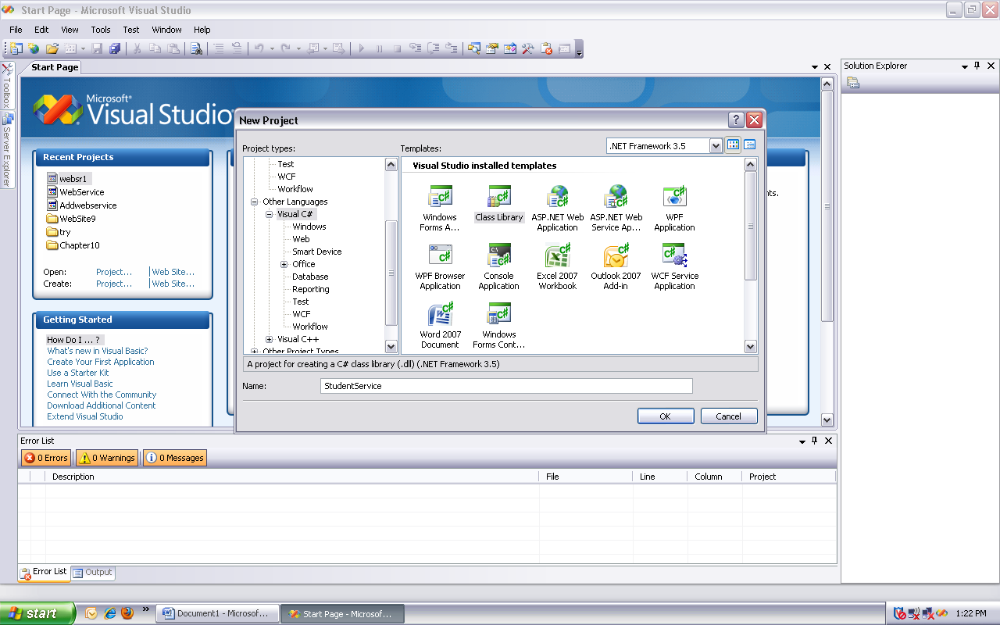 Start Page - Microsoft Visual Studio
File Edit View Tools Test Window Help
Toolbox
Server Explorer
Start Page
Microsoft®
Visual Studio
Recent Projects
websr1
WebService
Addwebservice
WebSite9
try
Chapter10
Open: Project... Web Site...
Create: Project... Web Site...
Getting Started
How Do I ... ?
What's new in Visual Basic?
Create Your First Application
Use a Starter Kit
Learn Visual Basic
Connect With the Community
Download Additional Content
Extend Visual Studio
New Project
Project types:
Test
WCF
Workflow
Other Languages
Visual C#
Windows
Web
Smart Device
Office
Database
Reporting
Test
WCF
Workflow
Visual C++
Other Project Types
Templates:
.NET Framework 3.5
Visual Studio installed templates
Windows Forms A...
Class Library
ASP.NET Web Application
ASP.NET Web Service Ap...
WPF Application
WPF Browser Application
Console Application
Excel 2007 Workbook
Outlook 2007 Add-in
WCF Service Application
Word 2007 Document
Windows Forms Cont...
A project for creating a C# class library (.dll) (.NET Framework 3.5)
Name: StudentService
OK Cancel
Solution Explorer
Error List
0 Errors 0 Warnings 0 Messages
Description File Line Column Project
Error List Output
start Document1 - Microsof... Start Page - Microsof... 1:22 PM